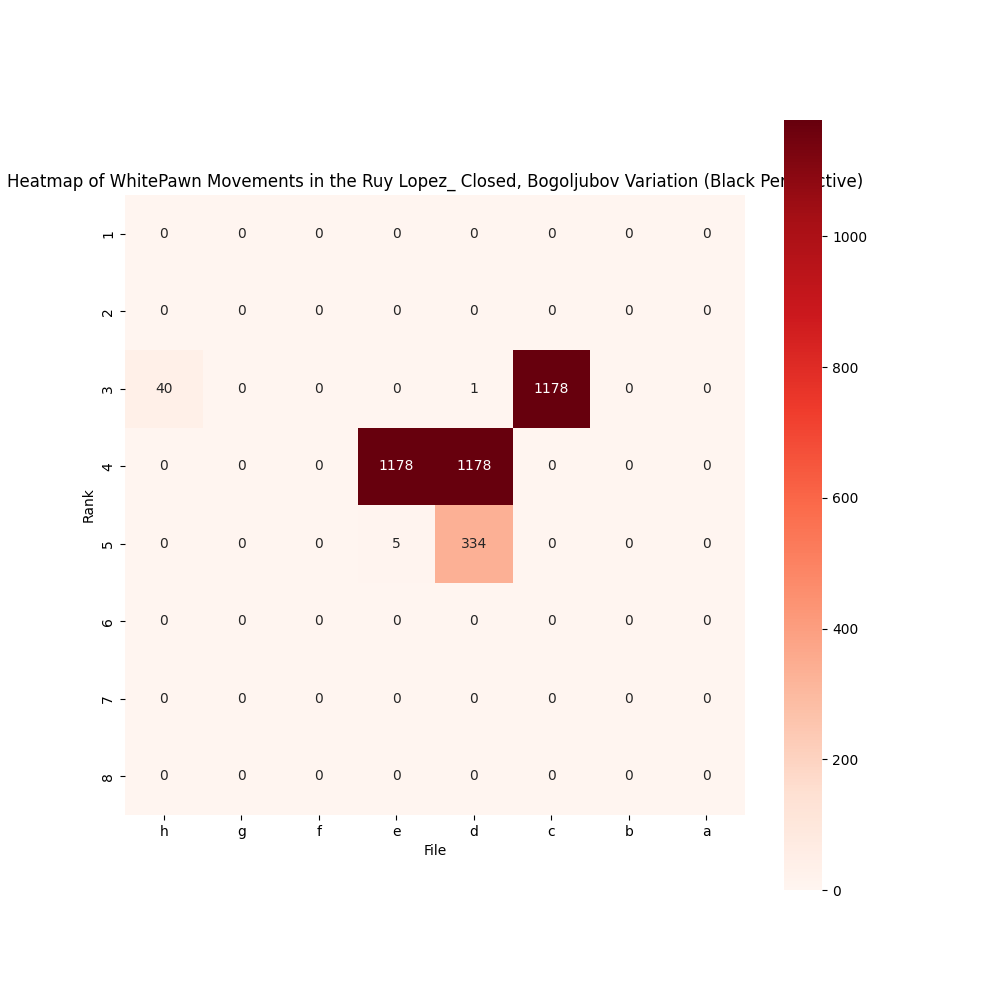 Heatmap of WhitePawn Movements in the Ruy Lopez_ Closed, Bogoljubov Variation (Black
1 0 0 0 0 0 0 0 0
1000
2 0 0 0 0 0 0 0 0
3 40 0 0 0 1 1178 0 0
800
4 0 0 0 1178 1178 0 0 0
Rank
600
5 0 0 0 5 334 0 0 0
6 0 0 0 0 0 0 0 0
400
7 0 0 0 0 0 0 0 0
200
8 0 0 0 0 0 0 0 0
h g f e d c b a
File
0